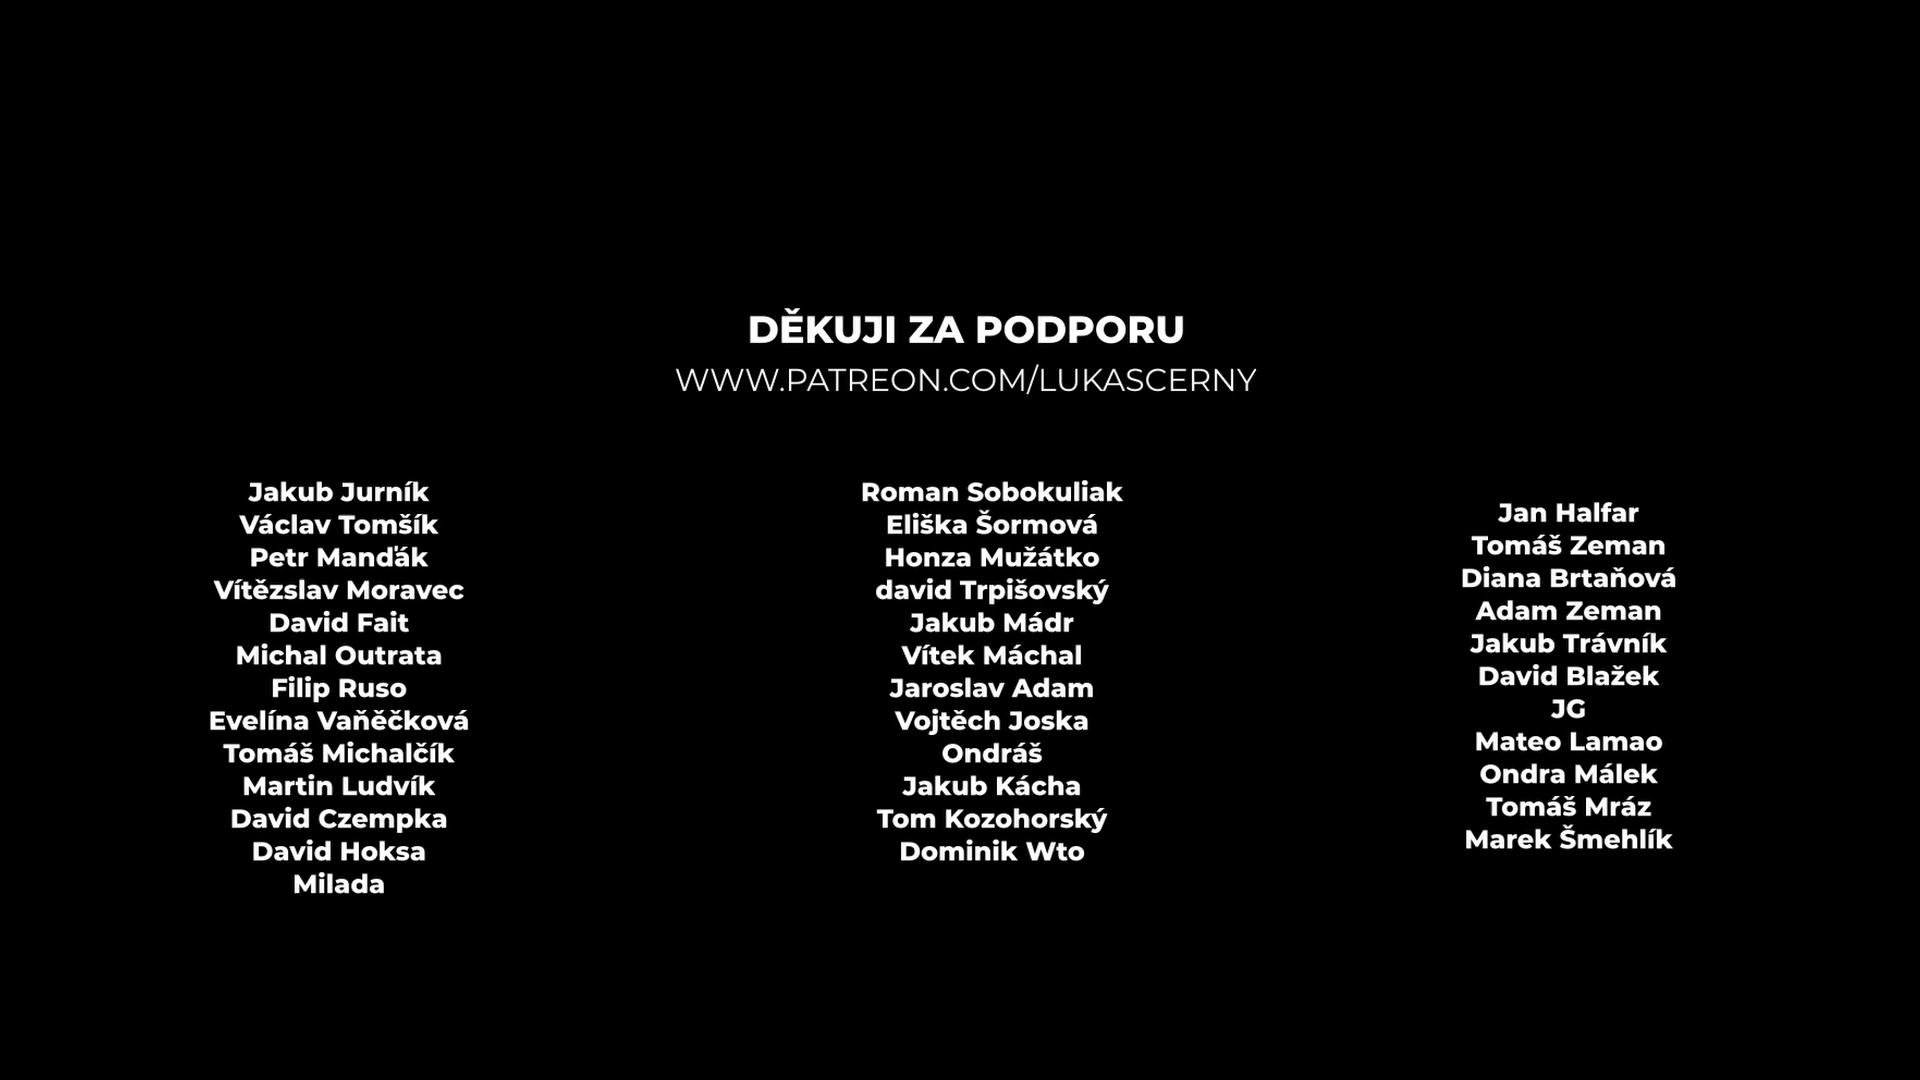 DĚKUJI ZA PODPORU
WWW.PATREON.COM/LUKASCERNY
Jakub Jurník
Václav Tomšík
Petr Manďák
Vítězslav Moravec
David Fait
Michal Outrata
Filip Ruso
Evelína Vaňěčková
Tomáš Michalčík
Martin Ludvík
David Czempka
David Hoksa
Milada
Roman Sobokuliak
Eliška Šormová
Honza Mužátko
david Trpišovský
Jakub Mádr
Vítek Máchal
Jaroslav Adam
Vojtěch Joska
Ondráš
Jakub Kácha
Tom Kozohorský
Dominik Wto
Jan Halfar
Tomáš Zeman
Diana Brtaňová
Adam Zeman
Jakub Trávník
David Blažek
JG
Mateo Lamao
Ondra Málek
Tomáš Mráz
Marek Šmehlík